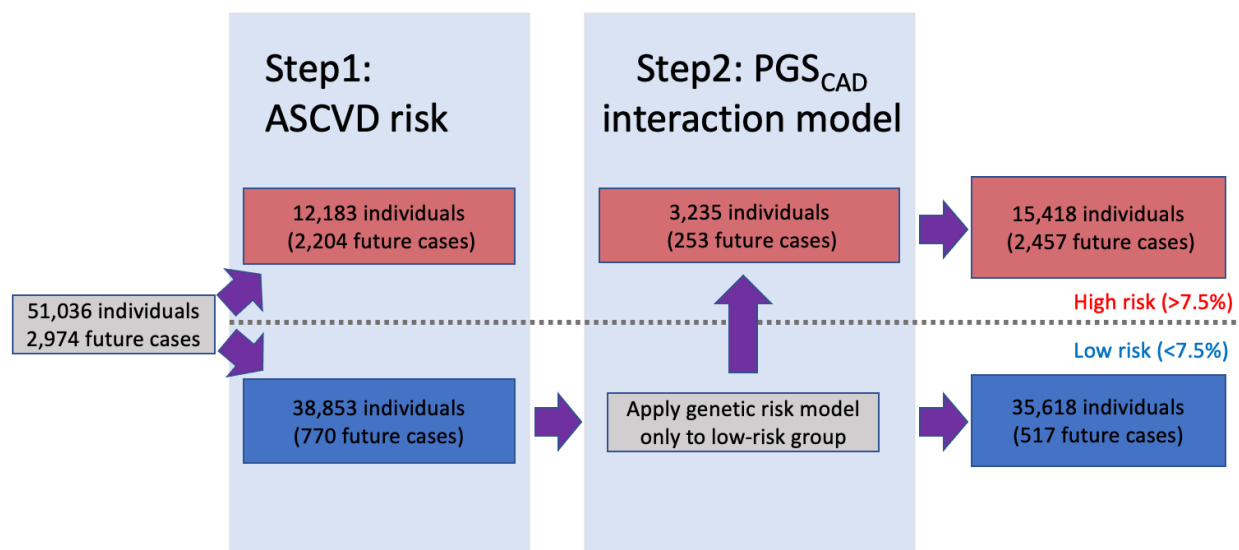 Step1:
ASCVD risk
Step2: PGSCAD
interaction model
12,183 individuals
(2,204 future cases)
3,235 individuals
(253 future cases)
15,418 individuals
(2,457 future cases)
51,036 individuals
2,974 future cases
High risk (>7.5%)
Low risk (<7.5%)
38,853 individuals
(770 future cases)
Apply genetic risk model
only to low-risk group
35,618 individuals
(517 future cases)